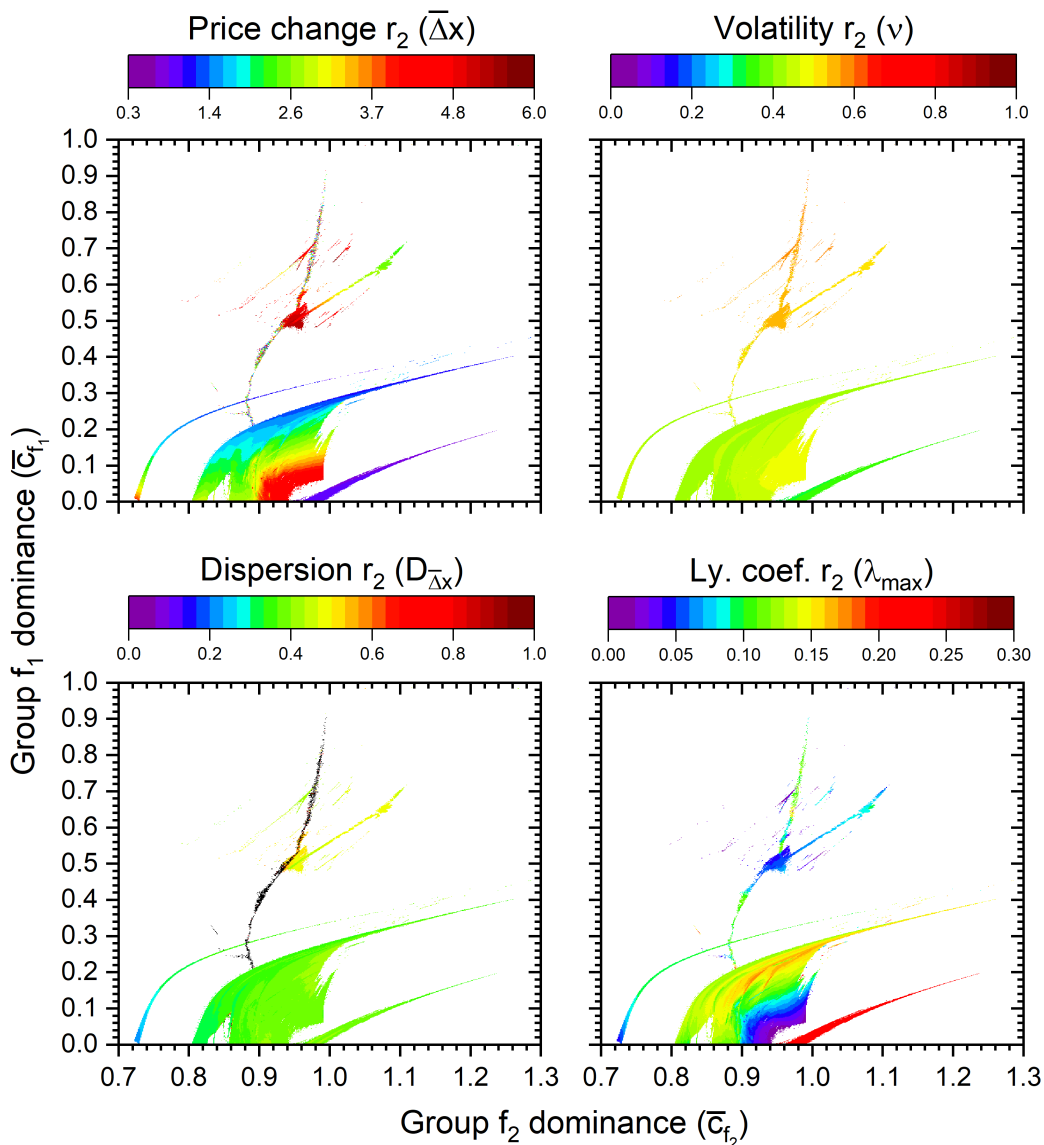 Price change r₂ (Δ̅x)
0.3 1.4 2.6 3.7 4.8 6.0
Volatility r₂ (ν)
0.0 0.2 0.4 0.6 0.8 1.0
1.0
0.9
0.8
0.7
0.6
0.5
0.4
0.3
0.2
0.1
0.0
Dispersion r₂ (D_Δ̅x)
0.0 0.2 0.4 0.6 0.8 1.0
Ly. coef. r₂ (λ_max)
0.00 0.05 0.10 0.15 0.20 0.25 0.30
1.0
0.9
0.8
0.7
0.6
0.5
0.4
0.3
0.2
0.1
0.0
0.7 0.8 0.9 1.0 1.1 1.2 1.3
0.7 0.8 0.9 1.0 1.1 1.2 1.3
Group f₁ dominance (c̅_f₁)
Group f₂ dominance (c̅_f₂)